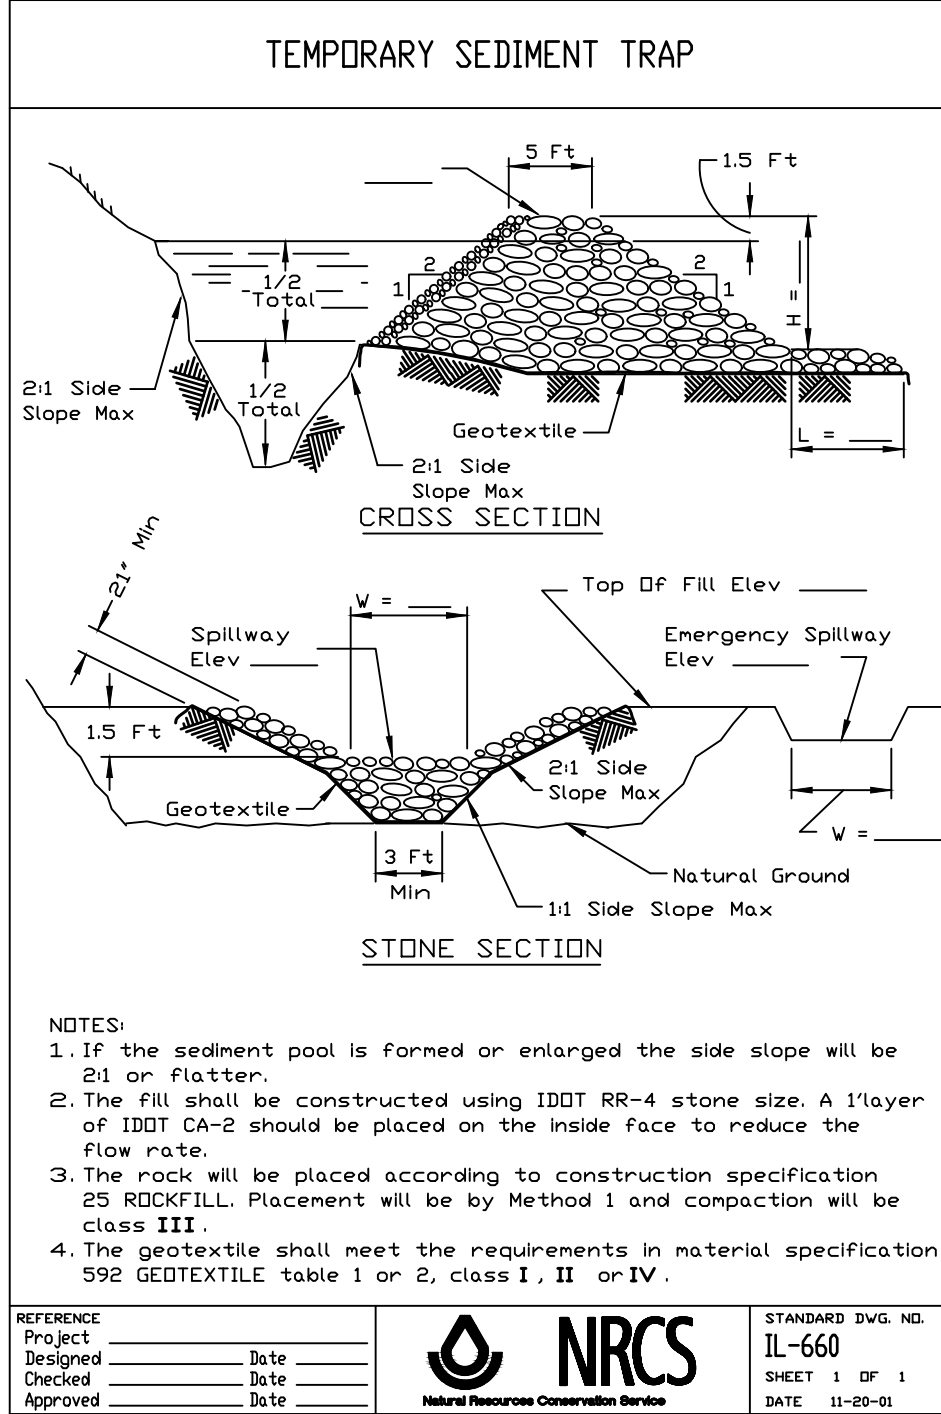 TEMPORARY SEDIMENT TRAP
5 Ft
1.5 Ft
2
1
2
1
1/2
Total
H =
2:1 Side
Slope Max
1/2
Total
Geotextile
L =
2:1 Side
Slope Max
CROSS SECTION
21" Min
W =
Top Of Fill Elev
Spillway
Elev
Emergency Spillway
Elev
1.5 Ft
2:1 Side
Slope Max
Geotextile
W =
3 Ft
Min
Natural Ground
1:1 Side Slope Max
STONE SECTION
NOTES:
1. If the sediment pool is formed or enlarged the side slope will be
2:1 or flatter.
2. The fill shall be constructed using IDOT RR-4 stone size. A 1'layer
of IDOT CA-2 should be placed on the inside face to reduce the
flow rate.
3. The rock will be placed according to construction specification
25 ROCKFILL. Placement will be by Method 1 and compaction will be
class III.
4. The geotextile shall meet the requirements in material specification
592 GEOTEXTILE table 1 or 2, class I, II or IV.
REFERENCE
Project
Designed Date
Checked Date
Approved Date
NRCS
Natural Resources Conservation Service
STANDARD DWG. NO.
IL-660
SHEET 1 OF 1
DATE 11-20-01